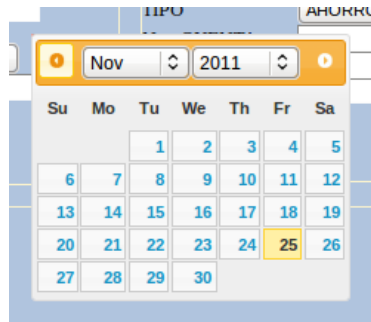 TIPO
AHORRO
Nov 2011
Su Mo Tu We Th Fr Sa
1 2 3 4 5
6 7 8 9 10 11 12
13 14 15 16 17 18 19
20 21 22 23 24 25 26
27 28 29 30